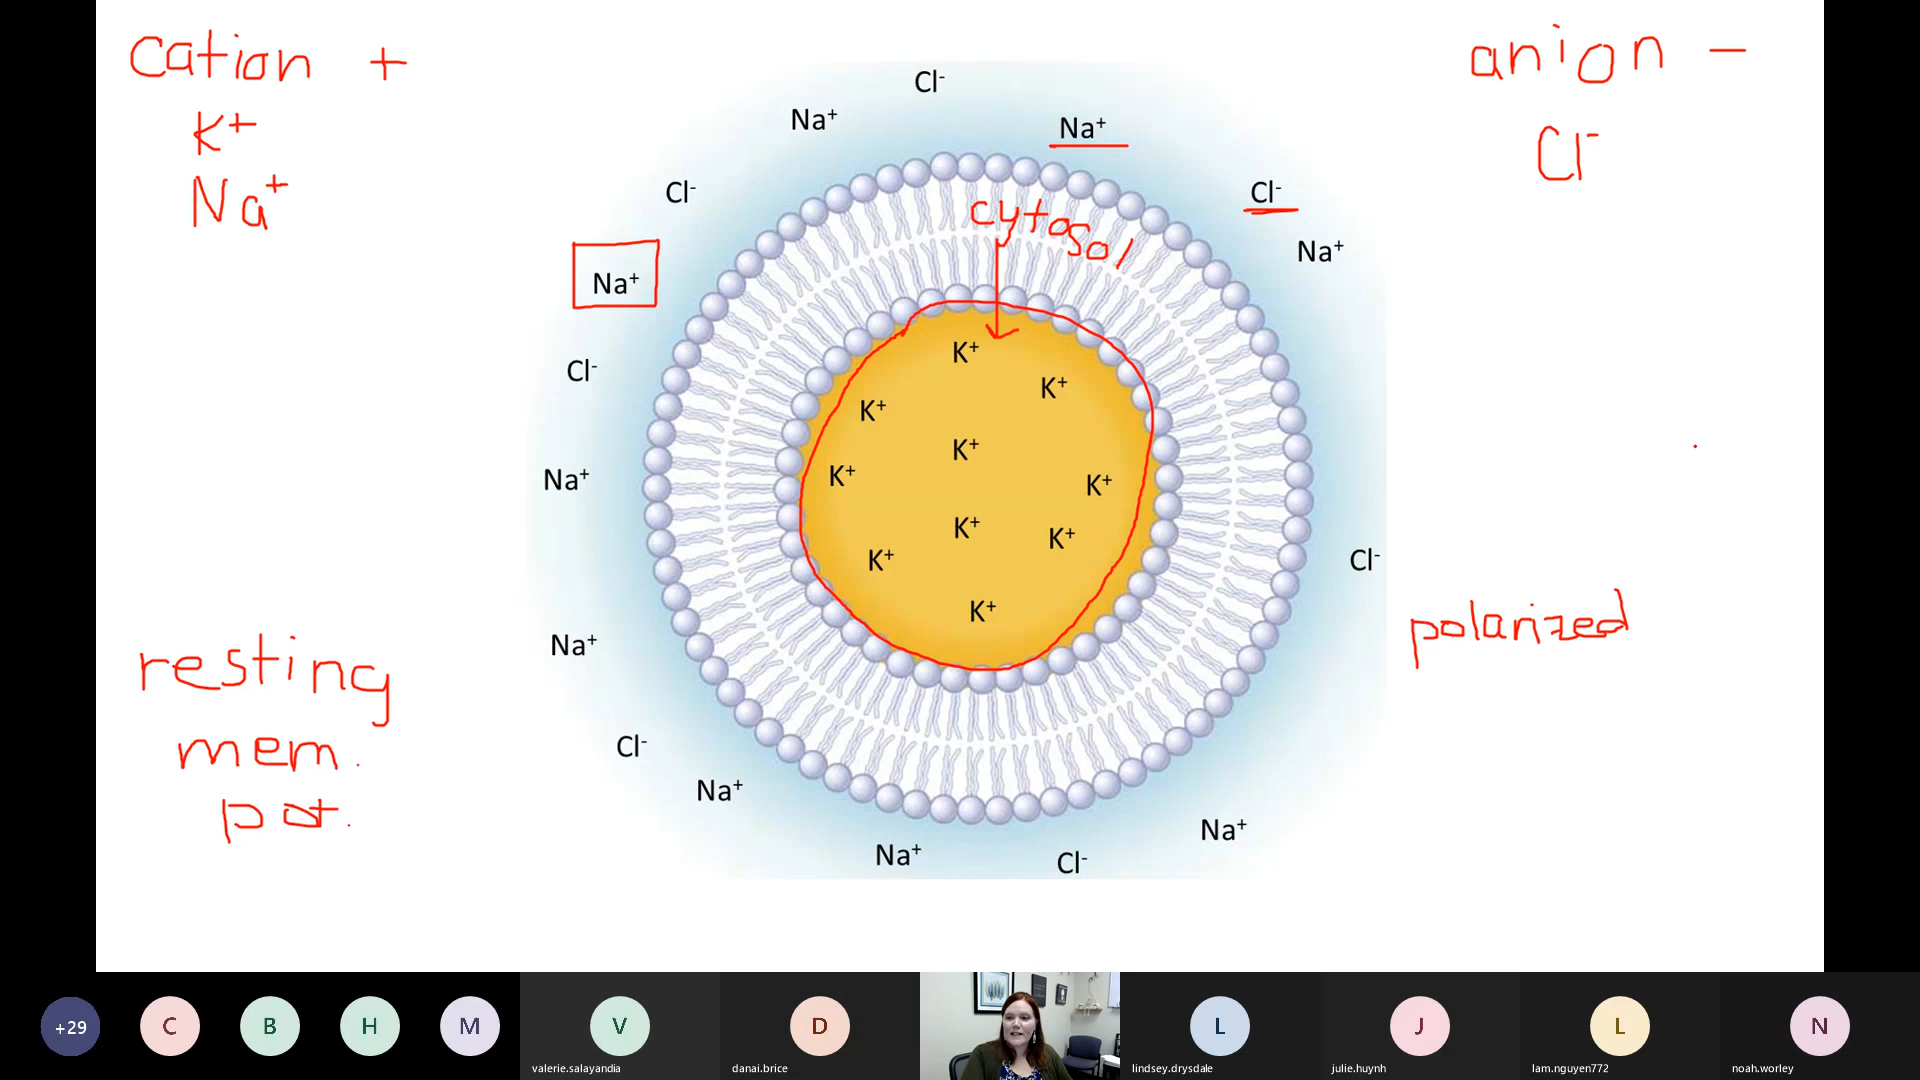 cation +
K+
Na+
anion -
Cl-
Cl-
Na+
Na+
Cl-
Cl-
cytosol
Na+
Na+
Cl-
K+
K+
K+
K+
K+
K+
Na+
K+
K+
K+
Cl-
K+
Na+
polarized
resting
mem.
pot.
Cl-
Na+
Na+
Na+
Cl-
+29
C
B
H
M
V
D
L
J
L
N
valerie.salayandia
danai.brice
lindsey.drysdale
julie.huynh
lam.nguyen772
noah.worley